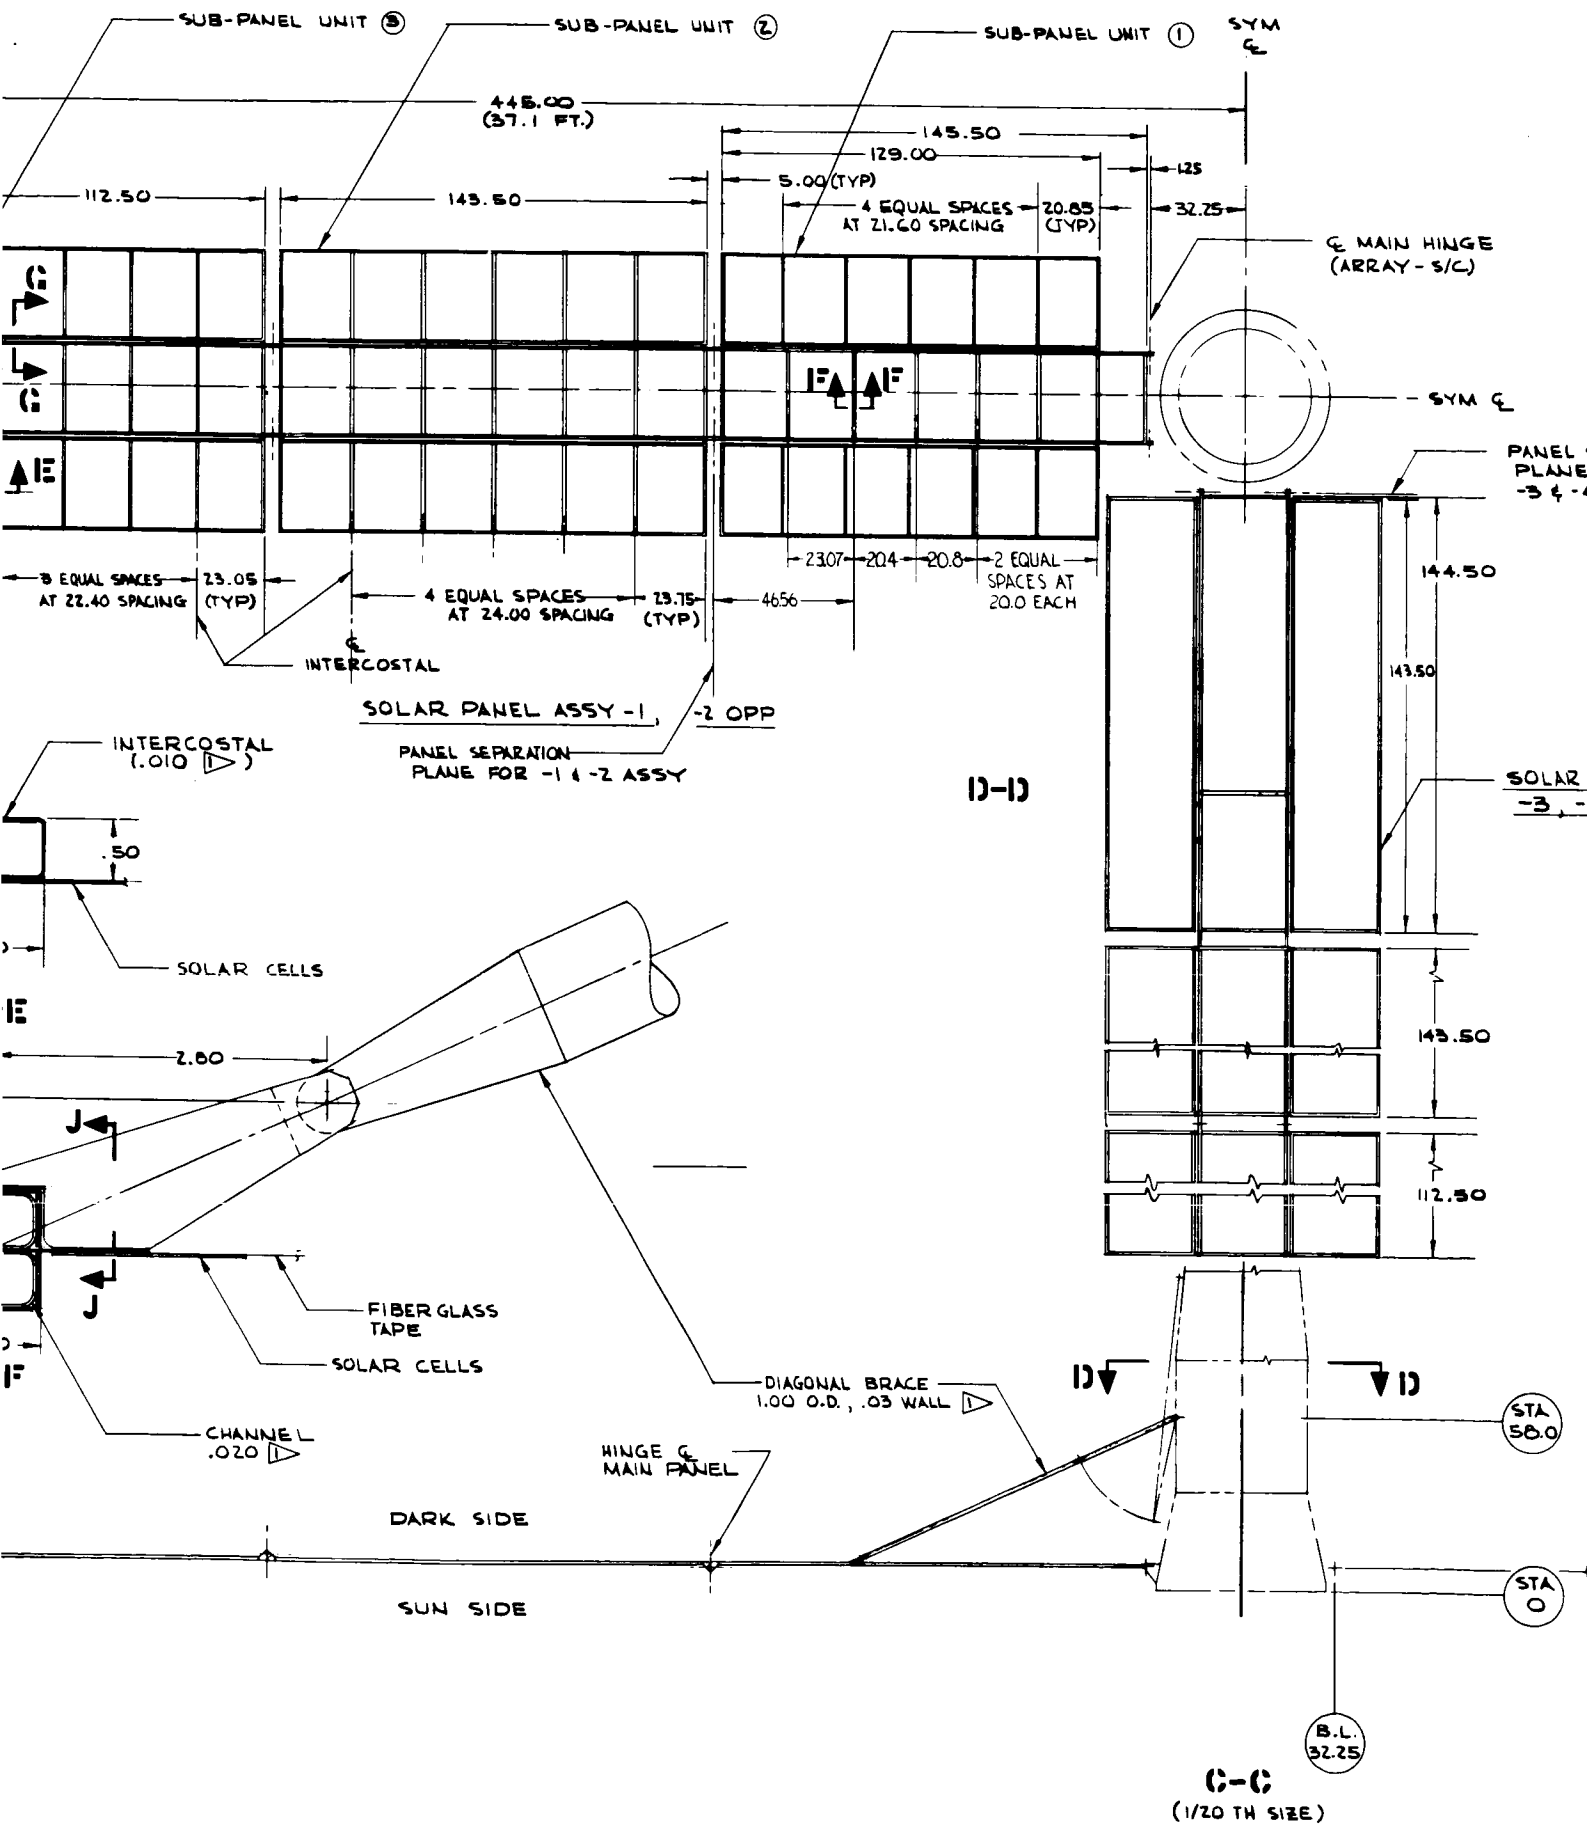 SUB-PANEL UNIT ③
SUB-PANEL UNIT ②
SUB-PANEL UNIT ①
SYM
℄
445.00
(37.1 FT.)
145.50
129.00
1.25
5.00 (TYP)
112.50
143.50
4 EQUAL SPACES
AT 21.60 SPACING
20.85
(TYP)
32.25
℄ MAIN HINGE
(ARRAY - S/C)
G
G
F
F
SYM ℄
E
PANEL
PLANE
-3 &
23.07
20.4
20.8
2 EQUAL
SPACES AT
20.0 EACH
3 EQUAL SPACES
AT 22.40 SPACING
23.05
(TYP)
4 EQUAL SPACES
AT 24.00 SPACING
23.75
(TYP)
46.56
144.50
℄
INTERCOSTAL
143.50
SOLAR PANEL ASSY -1, -2 OPP
INTERCOSTAL
(.010 1)
PANEL SEPARATION
PLANE FOR -1 & -2 ASSY
D-D
SOLAR
-3, -
.50
SOLAR CELLS
E
2.80
143.50
J
J
112.50
FIBERGLASS
TAPE
SOLAR CELLS
F
DIAGONAL BRACE
1.00 O.D., .03 WALL 1
D
D
STA
58.0
CHANNEL
.020 1
HINGE ℄
MAIN PANEL
DARK SIDE
SUN SIDE
STA
0
B.L.
32.25
C-C
(1/20 TH SIZE)